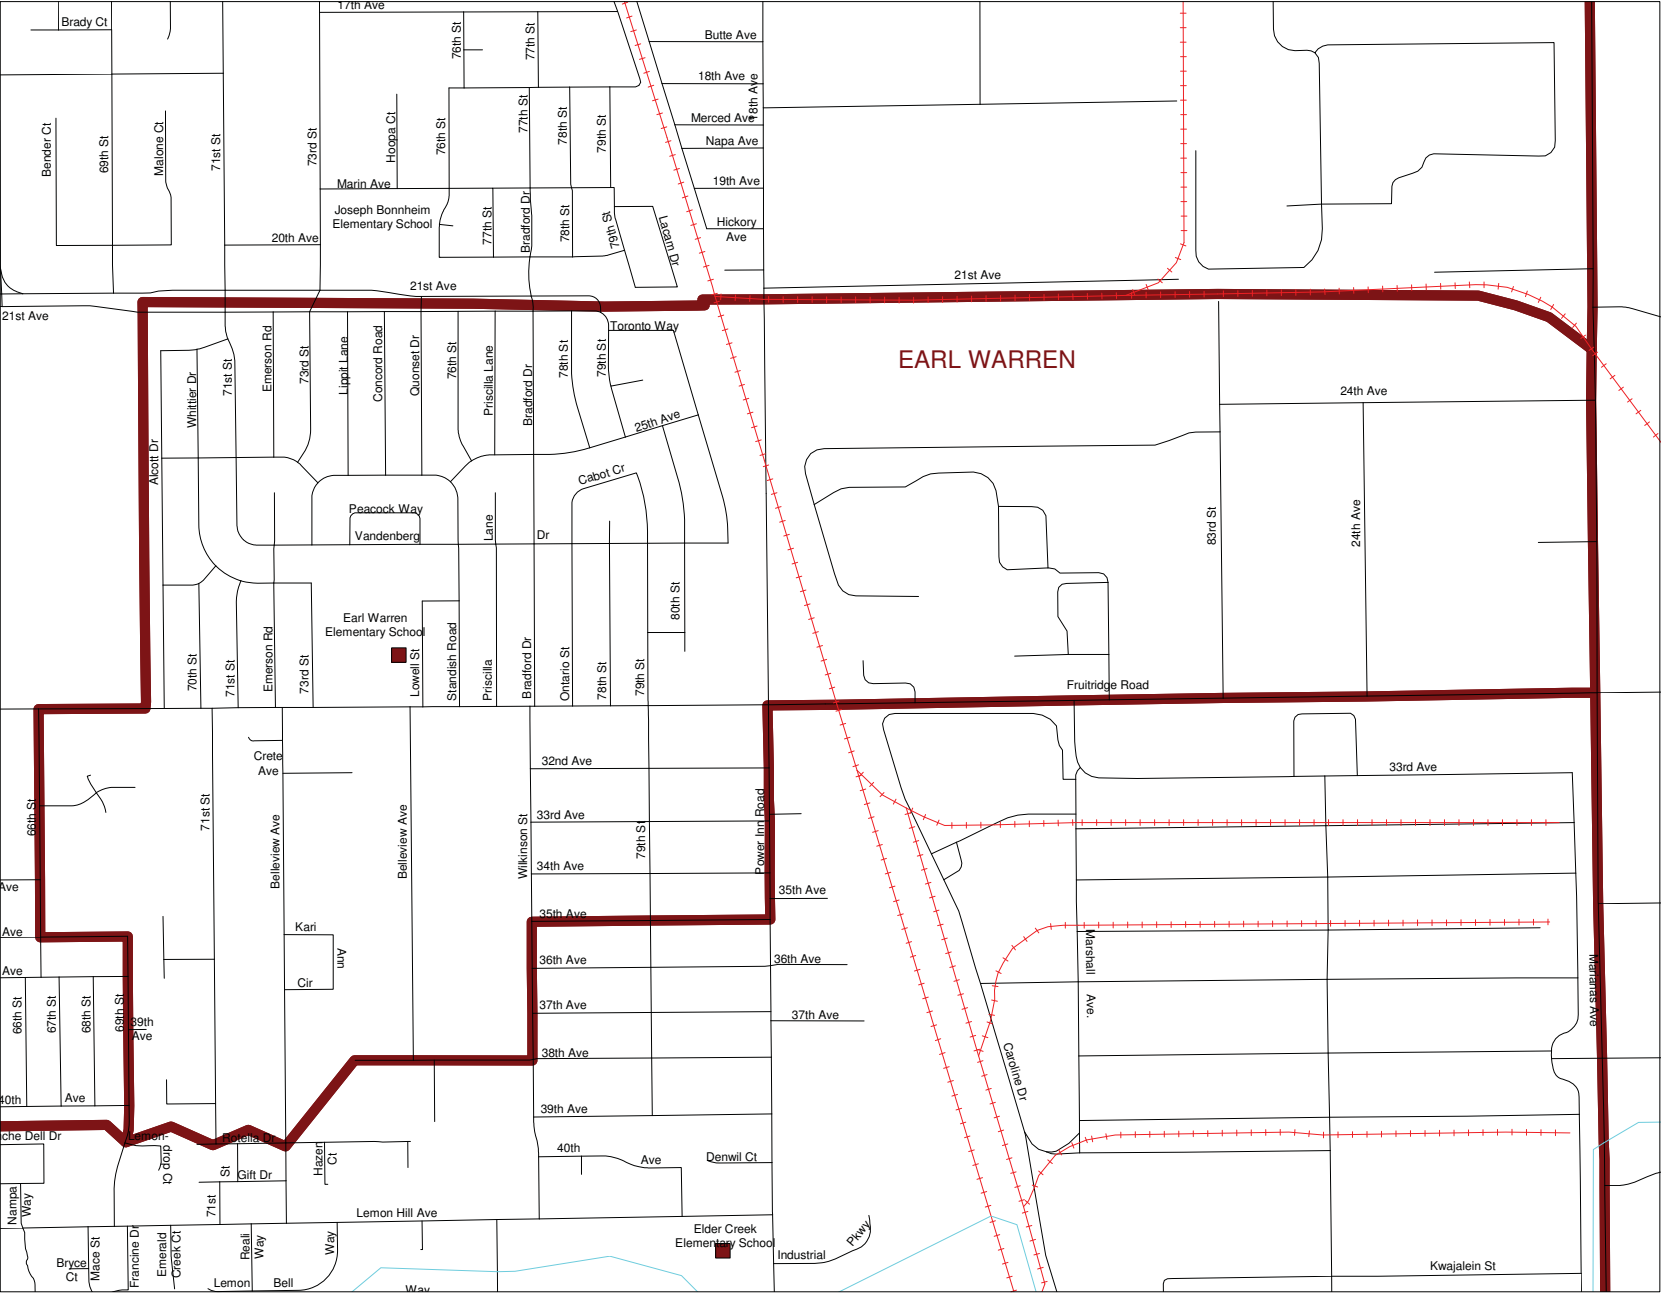 17th Ave
Brady Ct
76th St
77th St
Butte Ave
18th Ave
18th Ave
Merced Ave
Napa Ave
19th Ave
Hickory
Ave
Bender Ct
69th St
Malone Ct
71st St
73rd St
Hoopa Ct
76th St
77th St
78th St
79th St
Marin Ave
Joseph Bonnheim
Elementary School
77th St
Bradford Dr
78th St
79th St
Lacam Dr
20th Ave
21st Ave
21st Ave
21st Ave
Toronto Way
EARL WARREN
24th Ave
Alcott Dr
Whittier Dr
71st St
Emerson Rd
73rd St
Lippit Lane
Concord Road
Quonset Dr
76th St
Priscilla Lane
Bradford Dr
78th St
79th St
25th Ave
Cabot Cr
Peacock Way
Vandenberg
Dr
Lane
83rd St
24th Ave
Earl Warren
Elementary School
70th St
71st St
Emerson Rd
73rd St
Lowell St
Standish Road
Priscilla
Bradford Dr
Ontario St
78th St
79th St
80th St
Fruitridge Road
Crete
Ave
66th St
71st St
Belleview Ave
Belleview Ave
Wilkinson St
32nd Ave
33rd Ave
79th St
34th Ave
Power Inn Road
35th Ave
35th Ave
33rd Ave
Ave
Ave
Ave
Kari
Ann
Cir
36th Ave
36th Ave
37th Ave
37th Ave
38th Ave
39th Ave
Marshall
Ave.
Marianas Ave
Caroline Dr
66th St
67th St
68th St
69th St
39th
Ave
40th
Ave
che Dell Dr
Lemon-
drop Ct
Rotella Dr
St
Gift Dr
71st
Hazen
Ct
40th
Ave
Denwil Ct
Nampa
Way
Lemon Hill Ave
Elder Creek
Elementary School
Industrial
Pkwy
Bryce
Ct
Mace St
Francine Dr
Emerald
Creek Ct
Reali
Way
Way
Lemon
Bell
Way
Kwajalein St